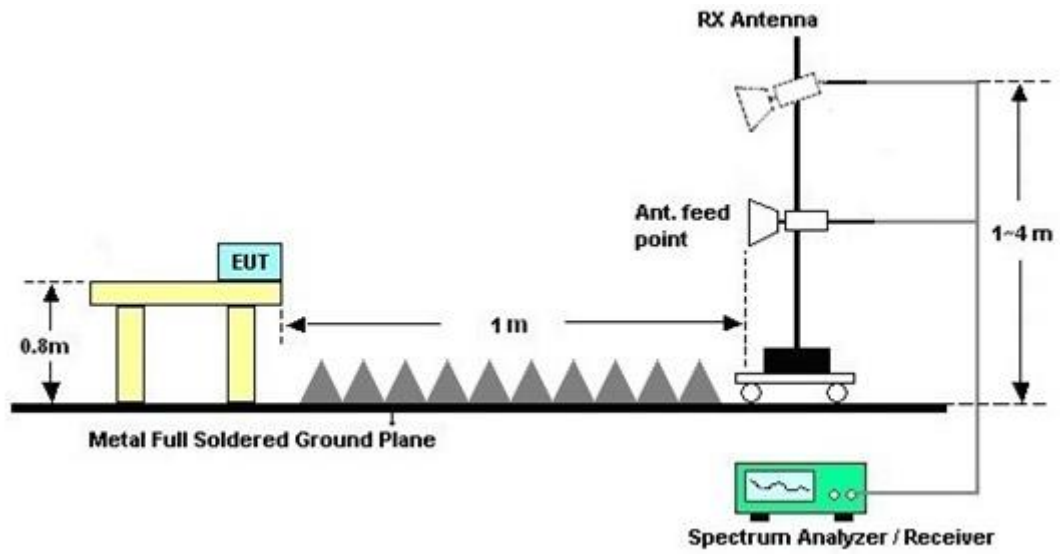 RX Antenna
Ant. feed
point
1~4 m
EUT
1 m
0.8m
Metal Full Soldered Ground Plane
Spectrum Analyzer / Receiver